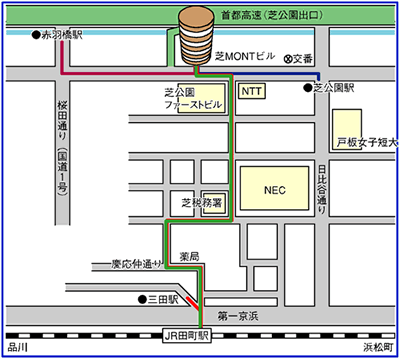 首都高速(芝公園出口)
赤羽橋駅
芝MONTビル
交番
芝公園
ファーストビル
NTT
芝公園駅
桜田通り(国道1号)
戸板女子短大
日比谷通り
NEC
芝税務署
慶応仲通り
薬局
三田駅
第一京浜
JR田町駅
品川
浜松町